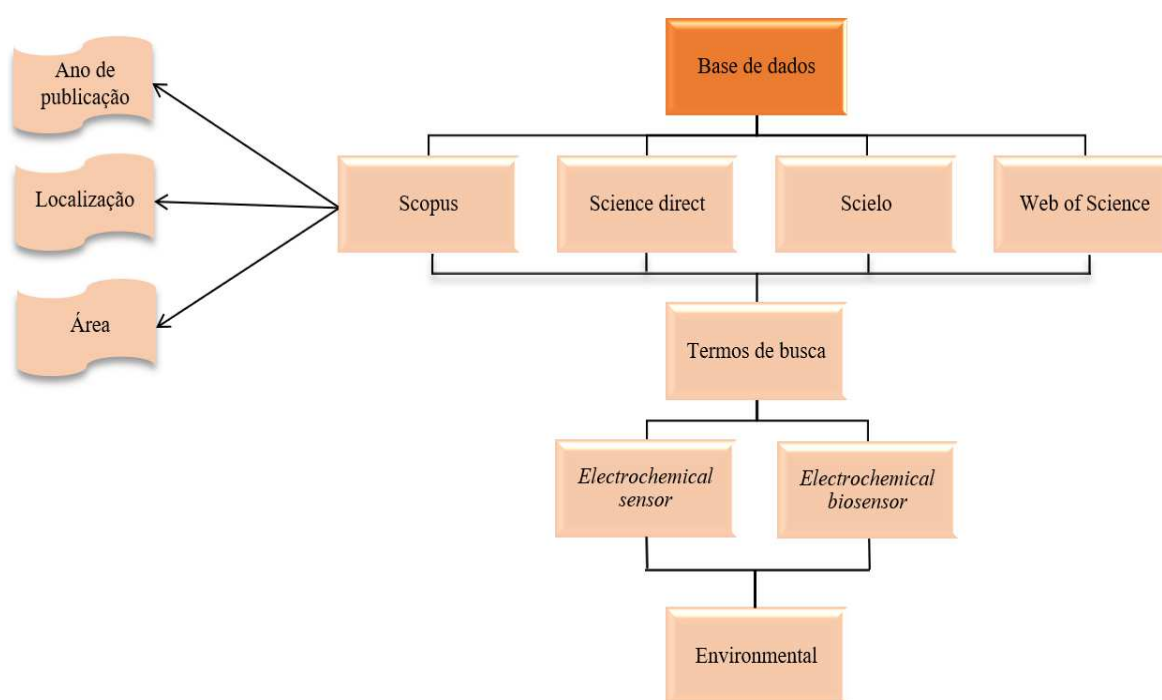 Base de dados
Ano de
publicação
Localização
Área
Scopus
Science direct
Scielo
Web of Science
Termos de busca
Electrochemical
sensor
Electrochemical
biosensor
Environmental